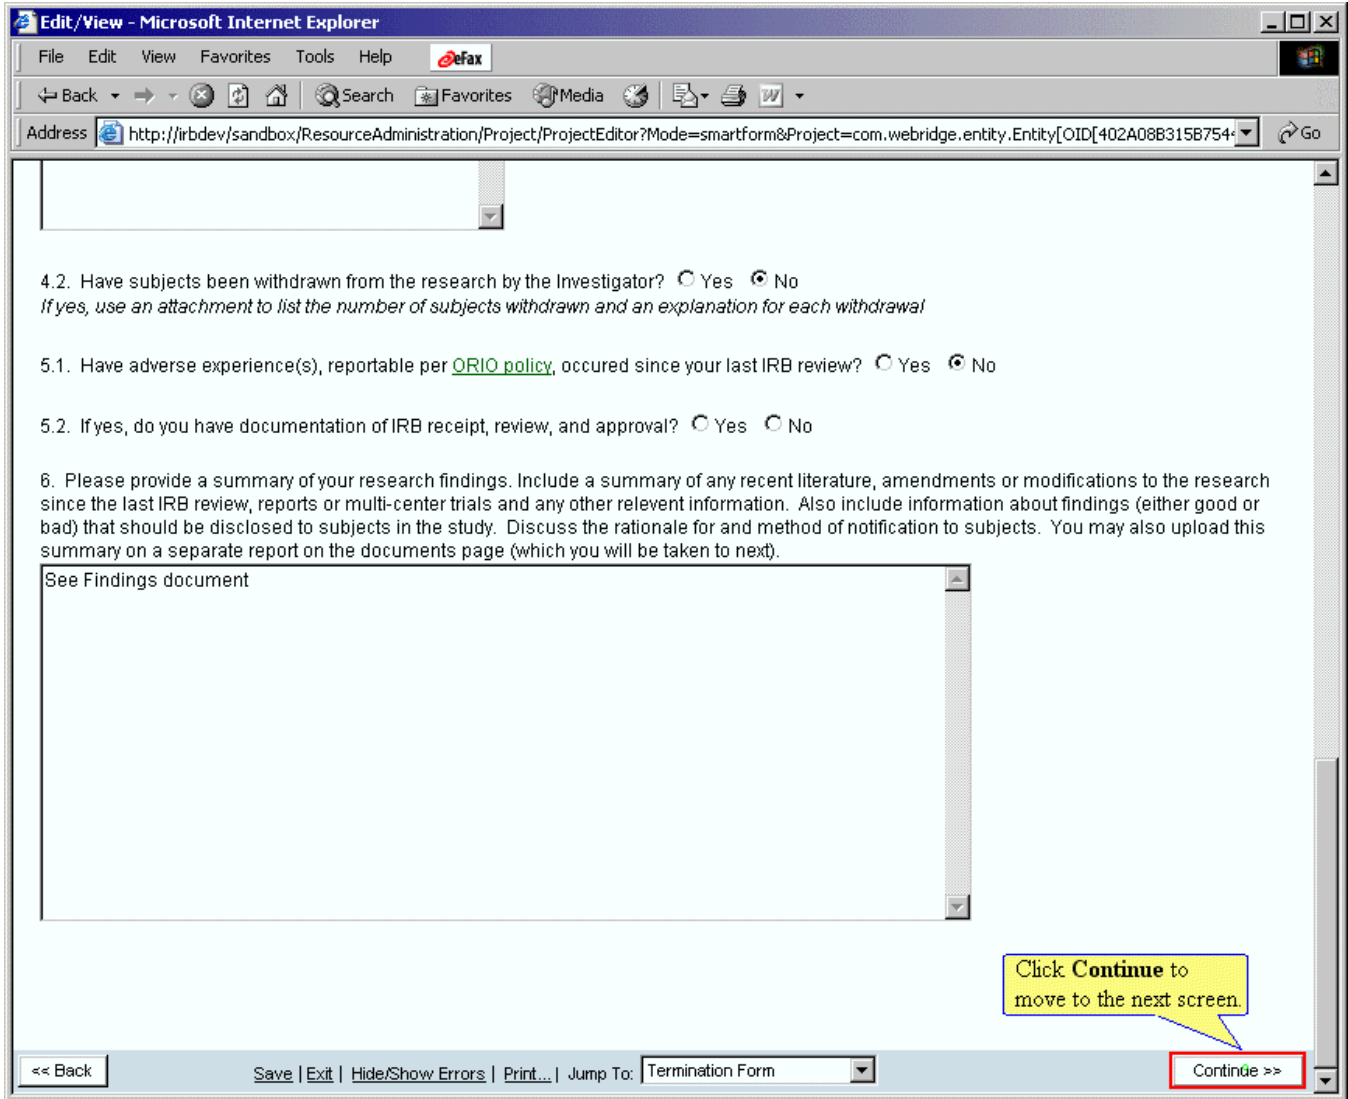 Edit/View - Microsoft Internet Explorer
File Edit View Favorites Tools Help eFax
Back Search Favorites Media W
Address http://irbdev/sandbox/ResourceAdministration/Project/ProjectEditor?Mode=smartform&Project=com.webridge.entity.Entity[OID[402A08B315B754 Go
4.2. Have subjects been withdrawn from the research by the Investigator? Yes No
If yes, use an attachment to list the number of subjects withdrawn and an explanation for each withdrawal
5.1. Have adverse experience(s), reportable per ORIO policy, occured since your last IRB review? Yes No
5.2. If yes, do you have documentation of IRB receipt, review, and approval? Yes No
6. Please provide a summary of your research findings. Include a summary of any recent literature, amendments or modifications to the research
since the last IRB review, reports or multi-center trials and any other relevent information. Also include information about findings (either good or
bad) that should be disclosed to subjects in the study. Discuss the rationale for and method of notification to subjects. You may also upload this
summary on a separate report on the documents page (which you will be taken to next).
See Findings document
Click Continue to
move to the next screen.
<< Back Save | Exit | Hide/Show Errors | Print... | Jump To: Termination Form Continue >>